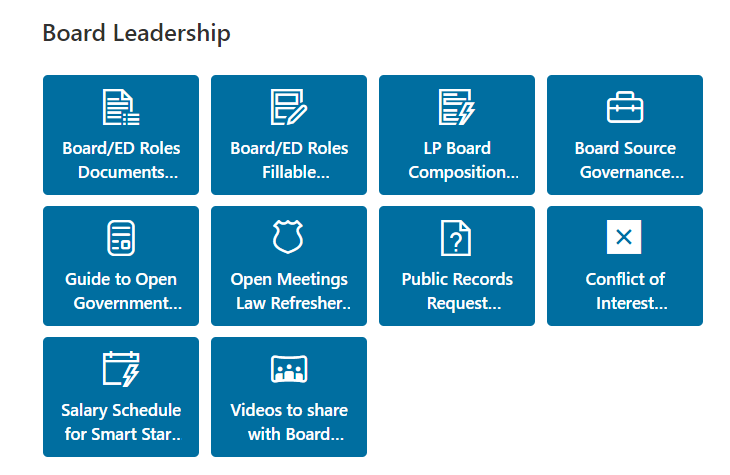 Board Leadership
Board/ED Roles
Documents...
Board/ED Roles
Fillable...
LP Board
Composition...
Board Source
Governance...
Guide to Open
Government...
Open Meetings
Law Refresher..
Public Records
Request...
Conflict of
Interest...
Salary Schedule
for Smart Star..
Videos to share
with Board...